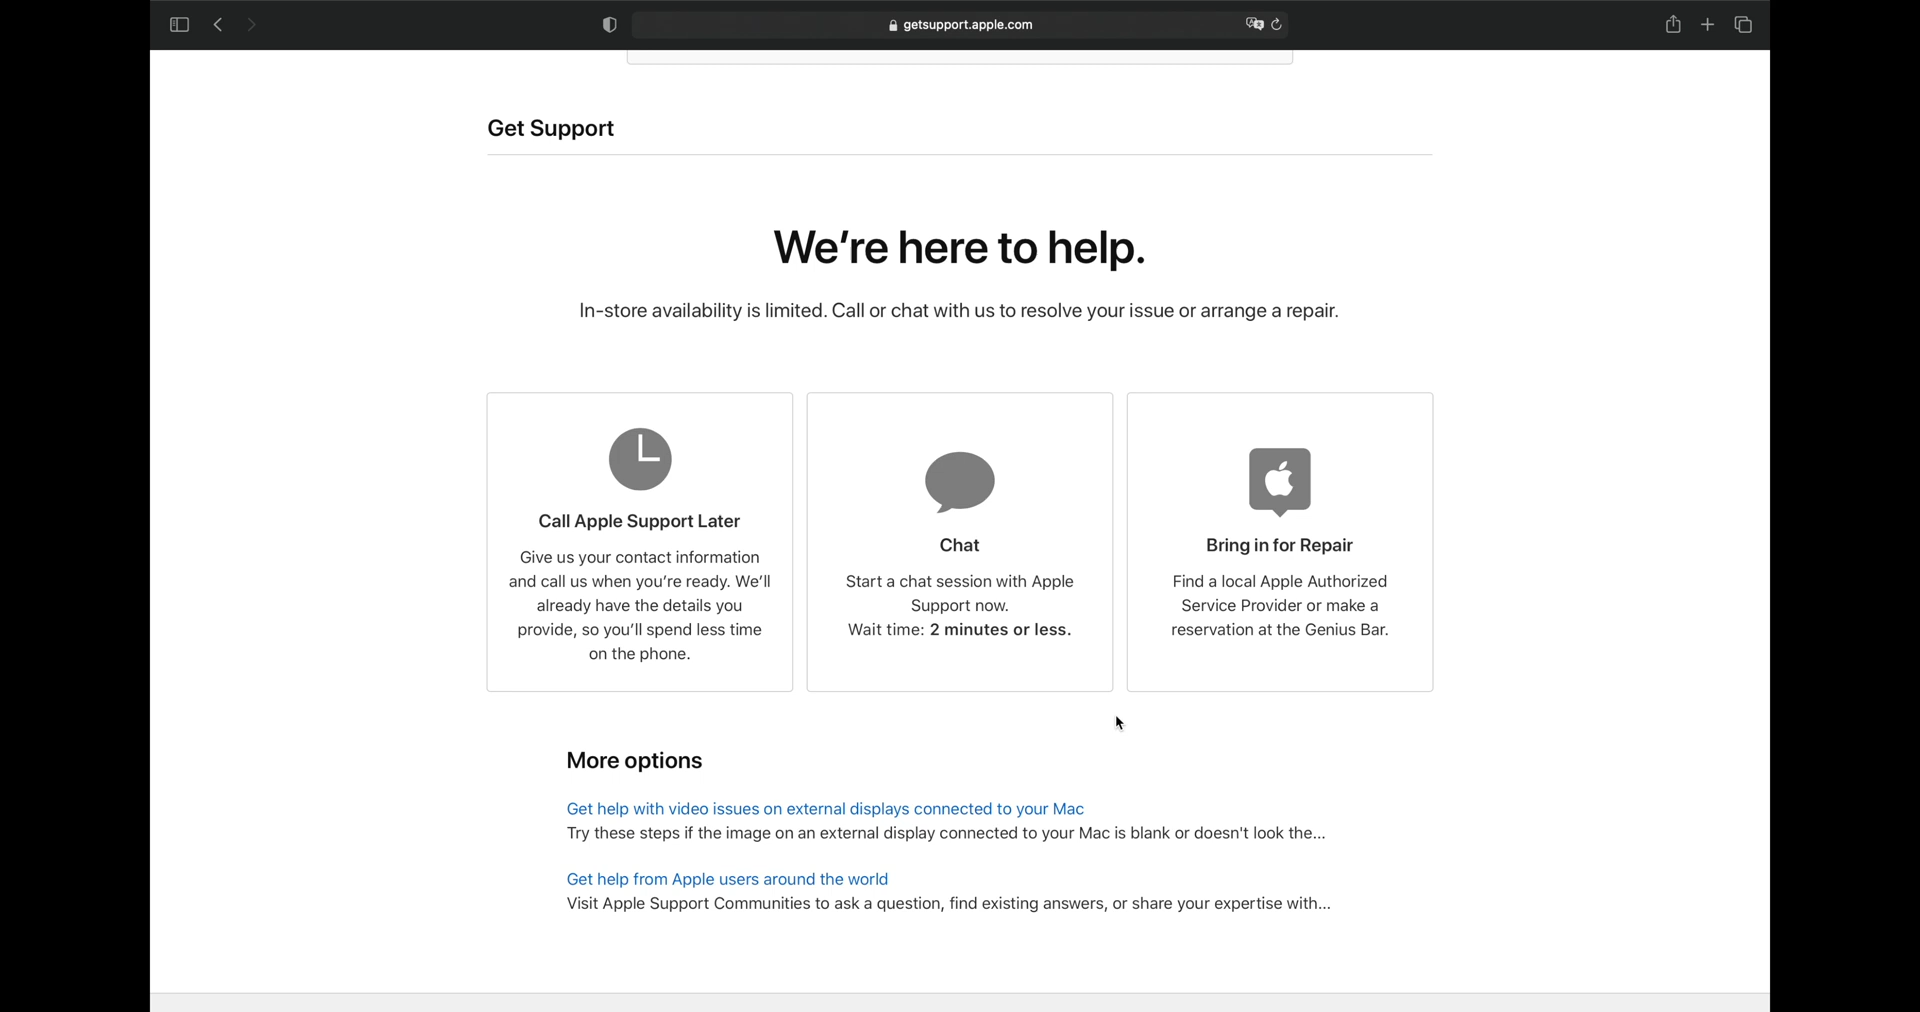 getsupport.apple.com
Get Support
We're here to help.
In-store availability is limited. Call or chat with us to resolve your issue or arrange a repair.
Call Apple Support Later
Give us your contact information
and call us when you're ready. We'll
already have the details you
provide, so you'll spend less time
on the phone.
Chat
Start a chat session with Apple
Support now.
Wait time: 2 minutes or less.
Bring in for Repair
Find a local Apple Authorized
Service Provider or make a
reservation at the Genius Bar.
More options
Get help with video issues on external displays connected to your Mac
Try these steps if the image on an external display connected to your Mac is blank or doesn't look the...
Get help from Apple users around the world
Visit Apple Support Communities to ask a question, find existing answers, or share your expertise with...